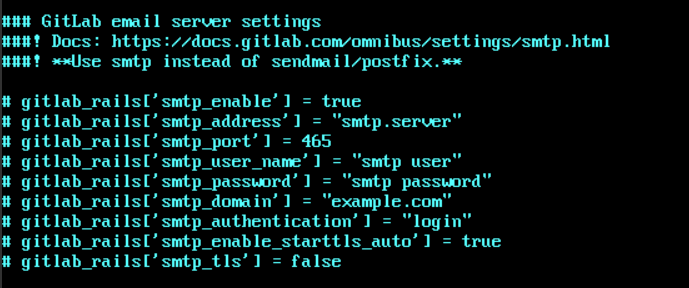 ### GitLab email server settings
###! Docs: https://docs.gitlab.com/omnibus/settings/smtp.html
###! **Use smtp instead of sendmail/postfix.**
# gitlab_rails['smtp_enable'] = true
# gitlab_rails['smtp_address'] = "smtp.server"
# gitlab_rails['smtp_port'] = 465
# gitlab_rails['smtp_user_name'] = "smtp user"
# gitlab_rails['smtp_password'] = "smtp password"
# gitlab_rails['smtp_domain'] = "example.com"
# gitlab_rails['smtp_authentication'] = "login"
# gitlab_rails['smtp_enable_starttls_auto'] = true
# gitlab_rails['smtp_tls'] = false